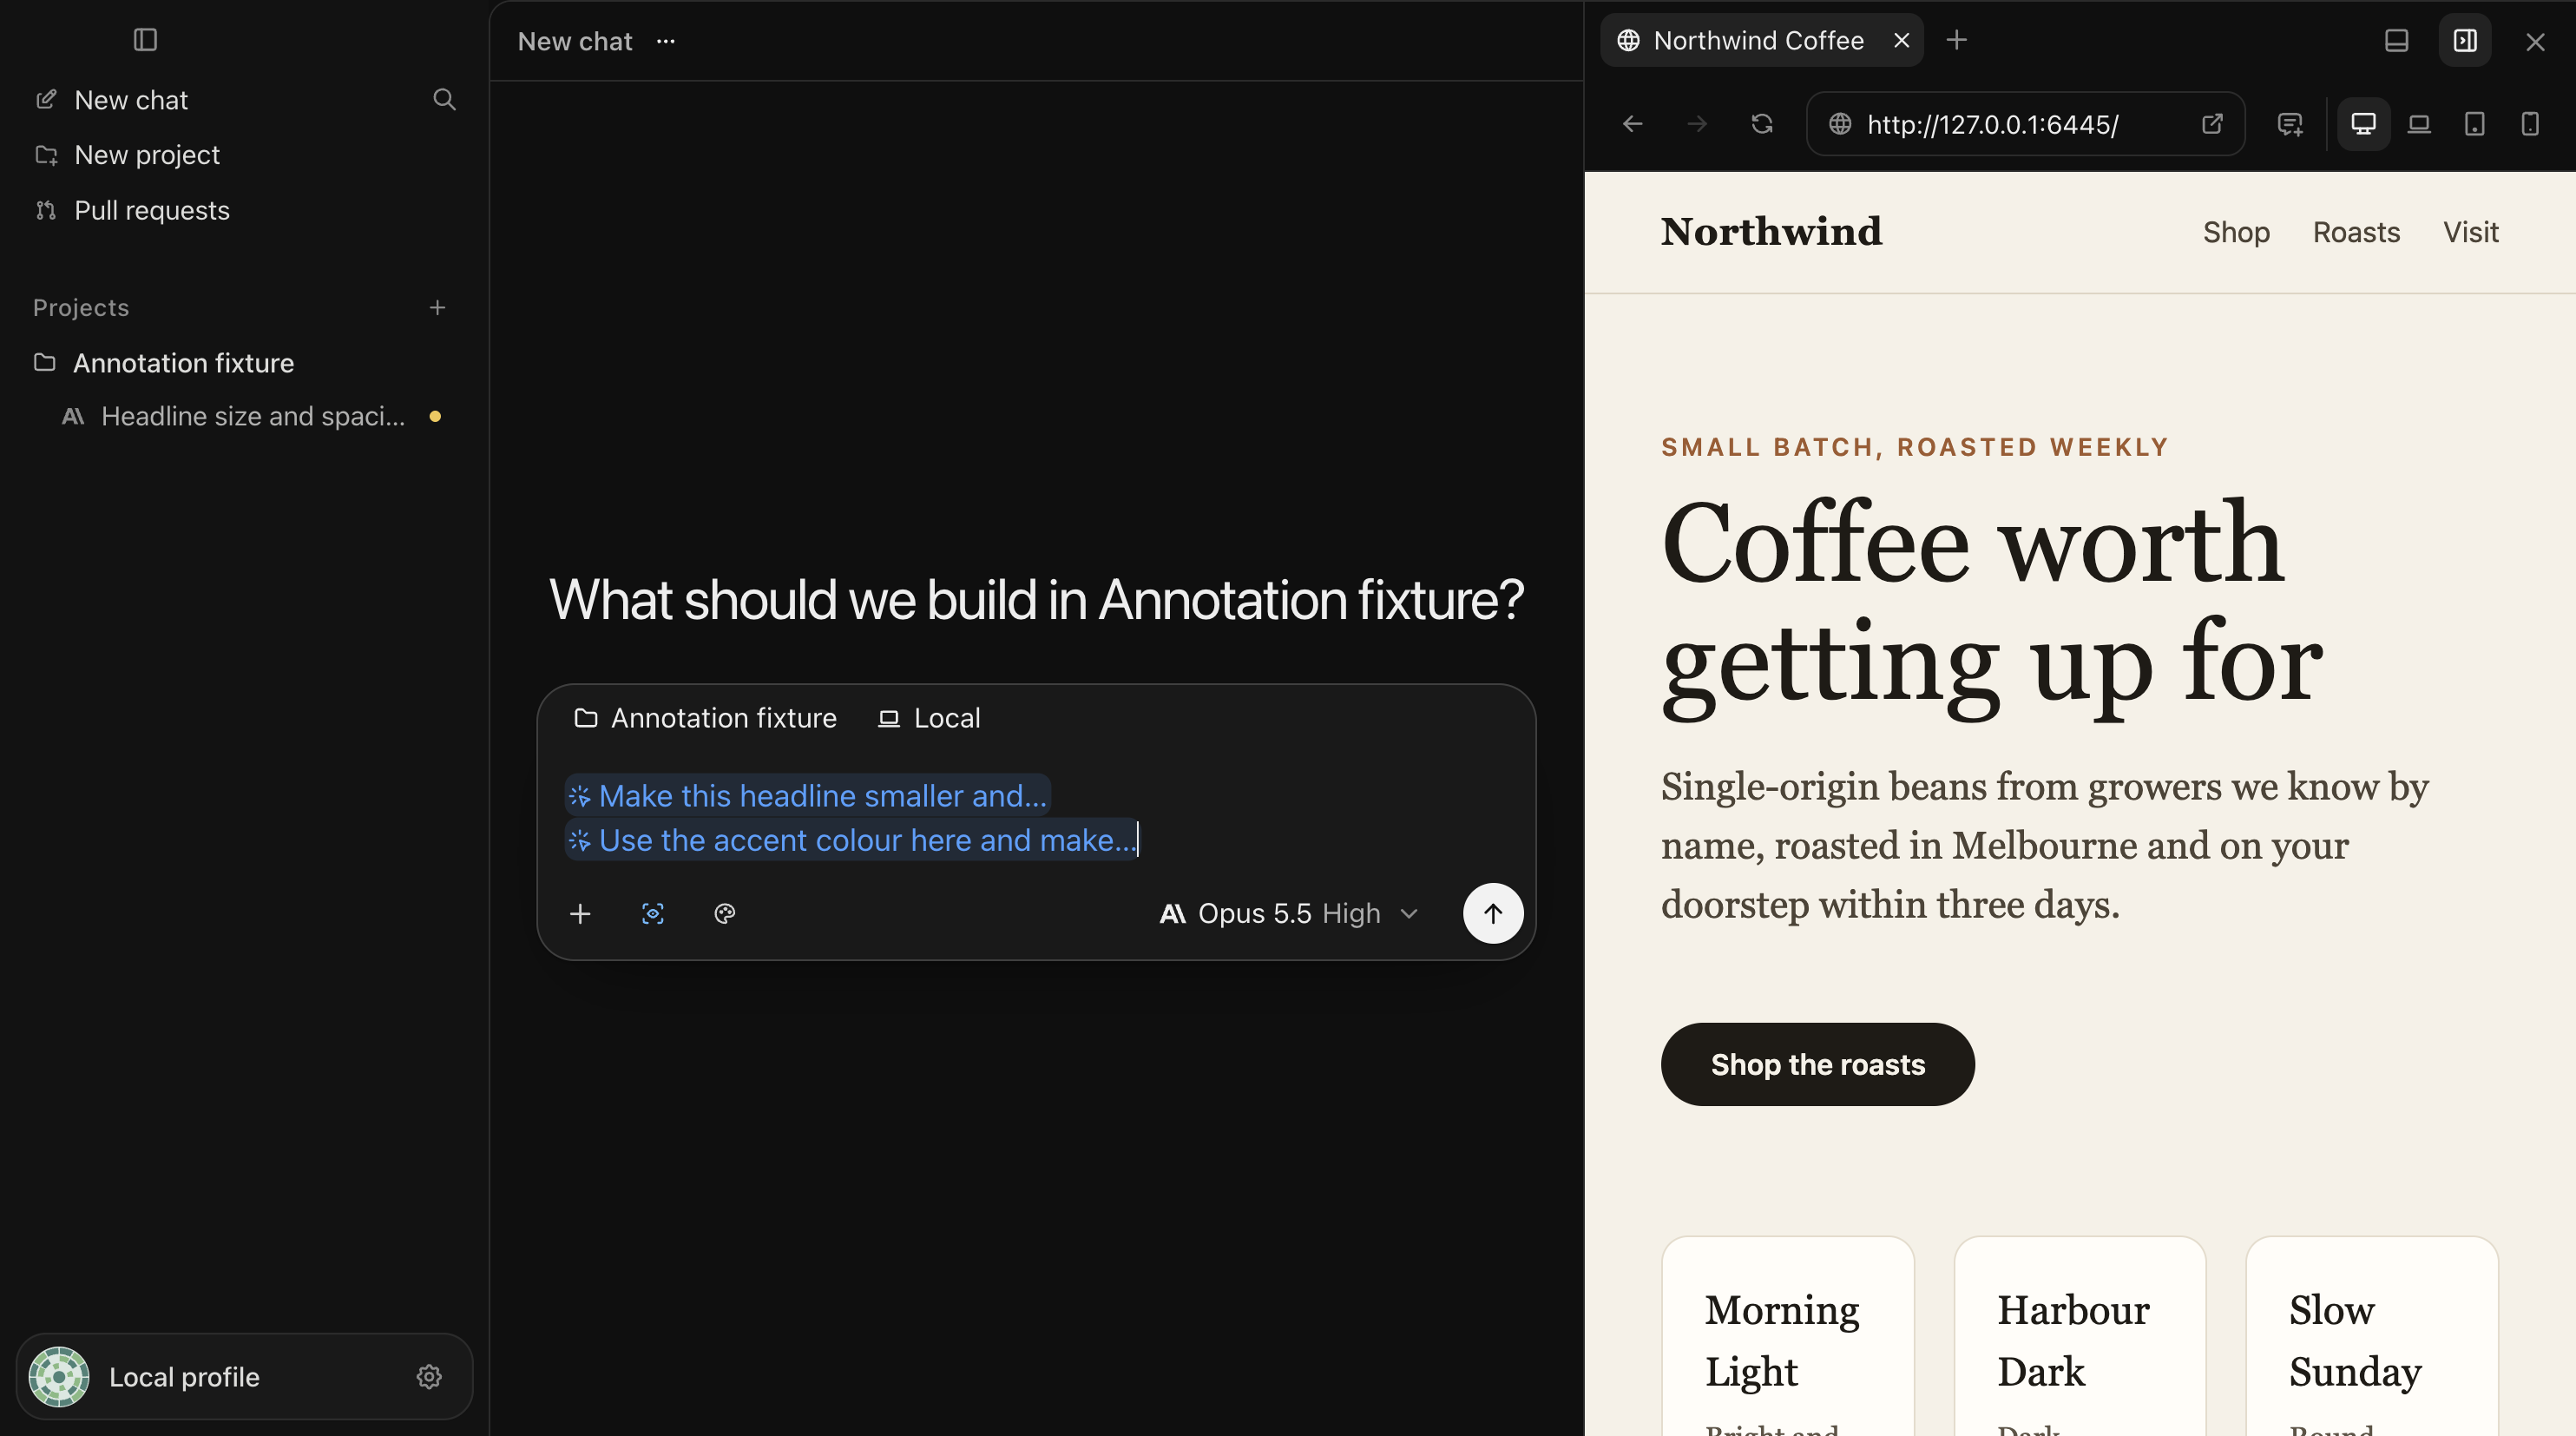 New chat
New project
Pull requests
Projects
Annotation fixture
Headline size and spaci...
Local profile
New chat
What should we build in Annotation fixture?
Annotation fixture Local
Make this headline smaller and...
Use the accent colour here and make...
Opus 5.5 High
Northwind Coffee
http://127.0.0.1:6445/
Northwind
Shop Roasts Visit
SMALL BATCH, ROASTED WEEKLY
Coffee worth
getting up for
Single-origin beans from growers we know by
name, roasted in Melbourne and on your
doorstep within three days.
Shop the roasts
Morning
Light
Bright and
Harbour
Dark
Dark,
Slow
Sunday
Round,